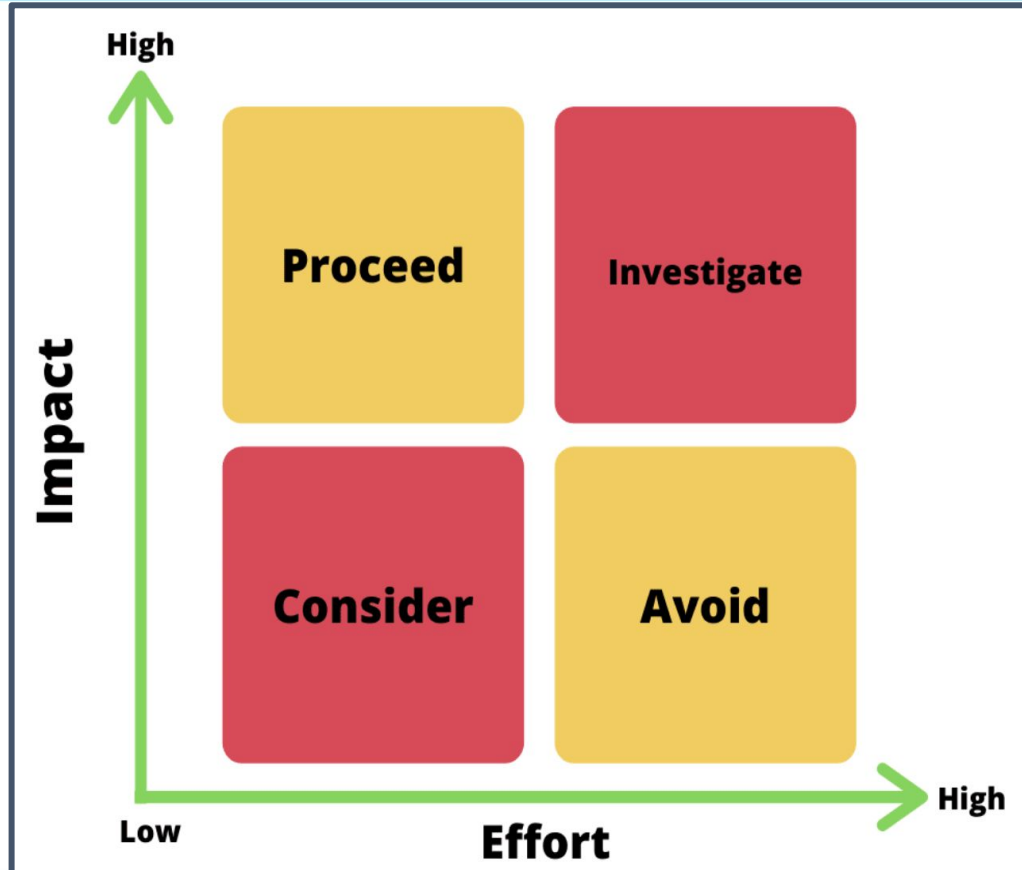 High
Proceed
Investigate
Impact
Consider
Avoid
High
Low
Effort